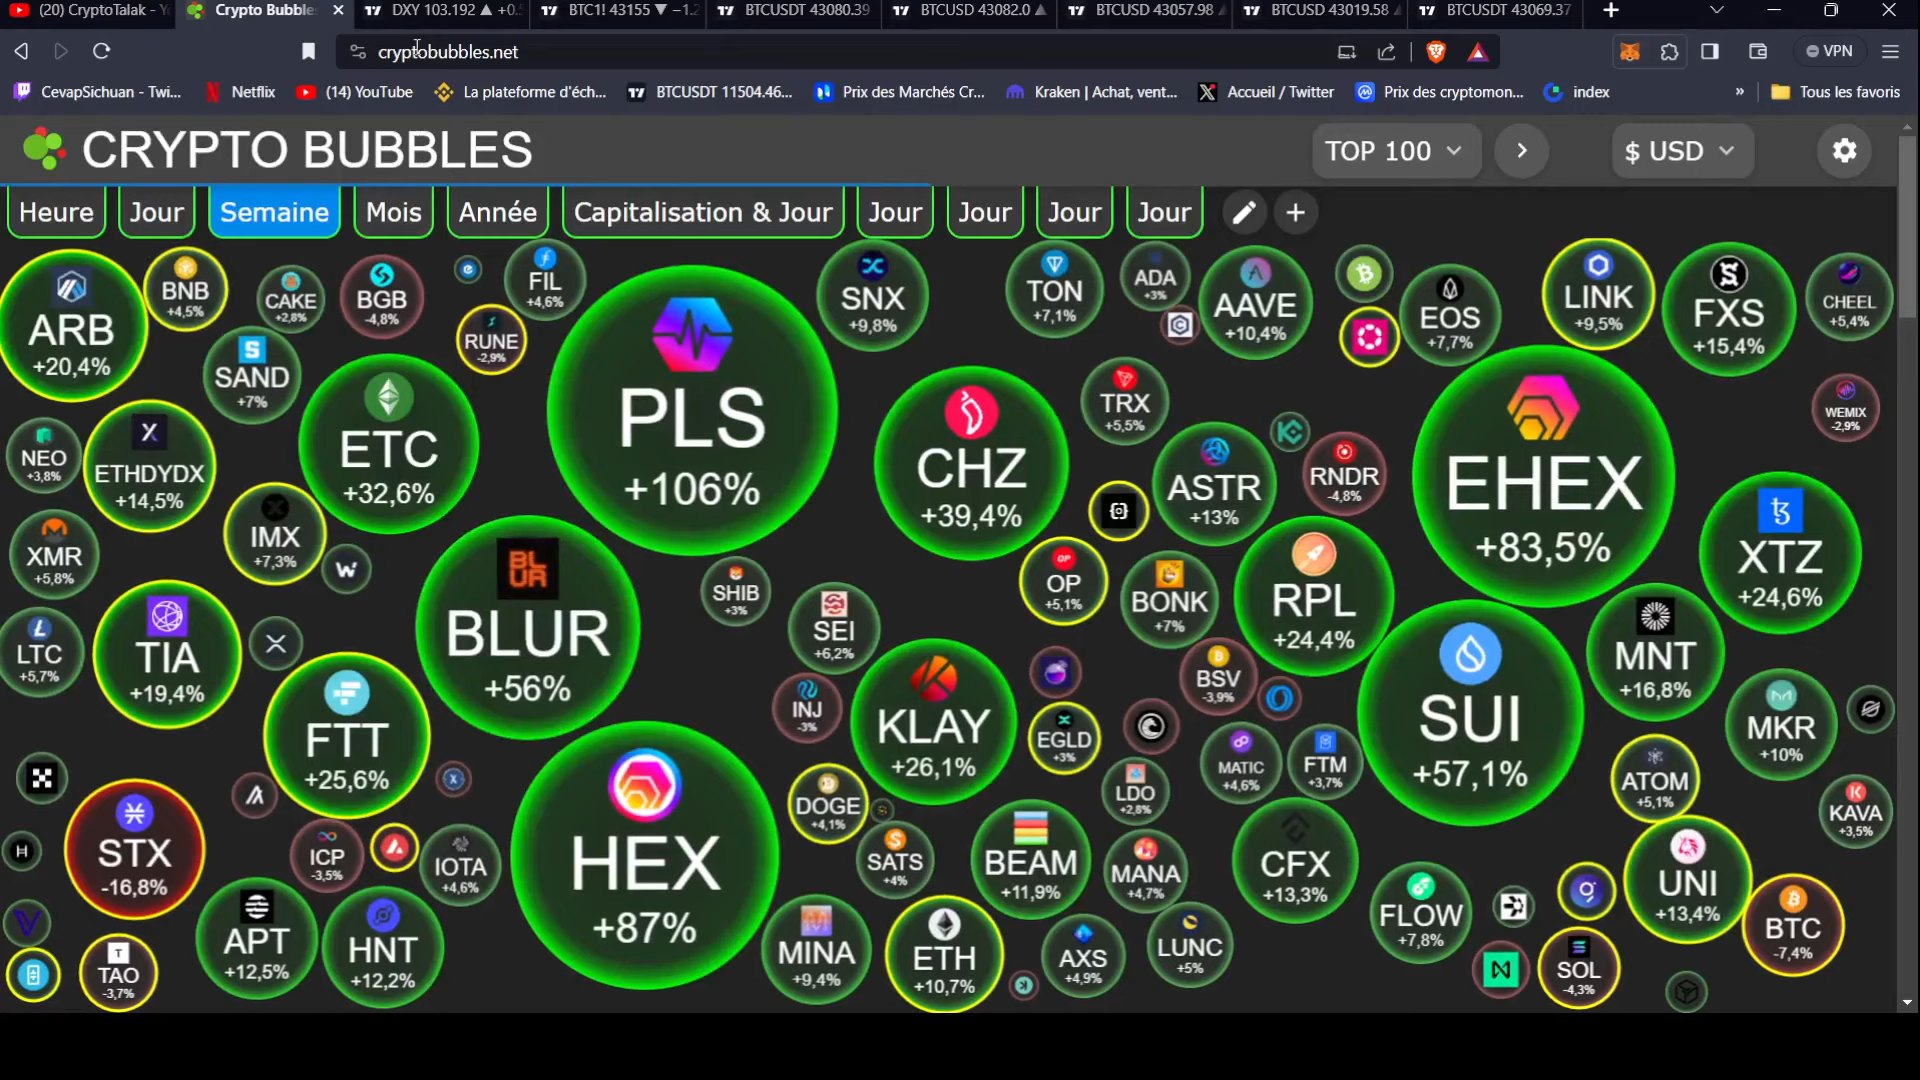 (20) CryptoTalak - Y
Crypto Bubble
DXY 103.192 ▲ +0.
BTC1! 43155 ▼ −1.2
BTCUSDT 43080.39
BTCUSD 43082.0 ▲
BTCUSD 43057.98
BTCUSD 43019.58
BTCUSDT 43069.37
cryptobubbles.net
VPN
CevapSichuan - Twi...
Netflix
(14) YouTube
La plateforme d'éch...
BTCUSDT 11504.46...
Prix des Marchés Cr...
Kraken | Achat, vent...
Accueil / Twitter
Prix des cryptomon...
index
»
Tous les favoris
CRYPTO BUBBLES
TOP 100
$ USD
Heure
Jour
Semaine
Mois
Année
Capitalisation & Jour
Jour
Jour
Jour
Jour
ARB
+20,4%
BNB
+4,5%
CAKE
+2,8%
BGB
-4,8%
FIL
+4,6%
RUNE
-2,9%
SAND
+7%
PLS
+106%
SNX
+9,8%
TON
+7,1%
ADA
+3%
AAVE
+10,4%
EOS
+7,7%
LINK
+9,5%
FXS
+15,4%
CHEEL
+5,4%
NEO
+3,8%
ETHDYDX
+14,5%
ETC
+32,6%
CHZ
+39,4%
TRX
+5,5%
ASTR
+13%
RNDR
-4,8%
EHEX
+83,5%
WEMIX
-2,9%
XTZ
+24,6%
XMR
+5,8%
IMX
+7,3%
BLUR
BLUR
+56%
SHIB
+3%
SEI
+6,2%
OP
OP
+5,1%
BONK
+7%
RPL
+24,4%
LTC
+5,7%
TIA
+19,4%
INJ
-3%
KLAY
+26,1%
EGLD
+3%
BSV
-3,9%
SUI
+57,1%
MNT
+16,8%
MKR
+10%
FTT
+25,6%
HEX
+87%
DOGE
+4,1%
LDO
+2,8%
MATIC
+4,6%
FTM
+3,7%
ATOM
+5,1%
KAVA
+3,5%
STX
-16,8%
ICP
-3,5%
IOTA
+4,6%
SATS
+4%
BEAM
+11,9%
MANA
+4,7%
CFX
+13,3%
UNI
+13,4%
FLOW
+7,8%
BTC
-7,4%
TAO
-3,7%
APT
+12,5%
HNT
+12,2%
MINA
+9,4%
ETH
+10,7%
AXS
+4,9%
LUNC
+5%
SOL
-4,3%